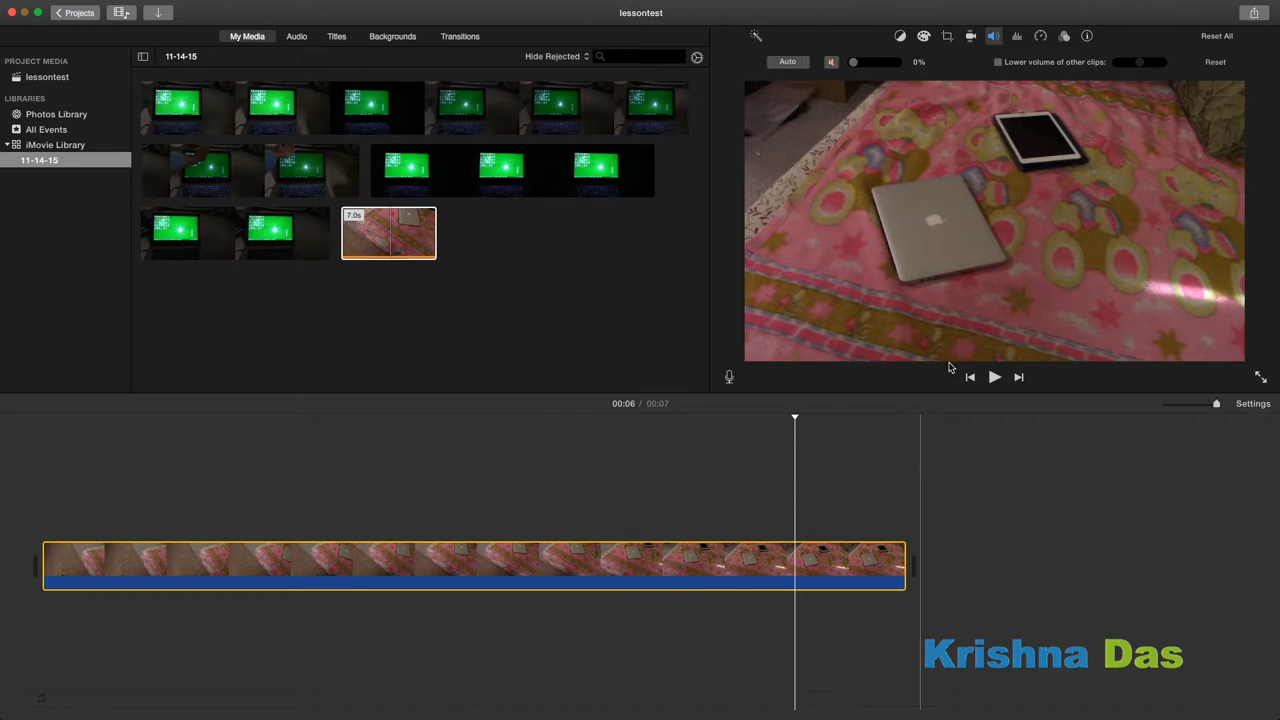 Projects
lessontest
My Media Audio Titles Backgrounds Transitions
Reset All
PROJECT MEDIA
lessontest
LIBRARIES
Photos Library
All Events
iMovie Library
11-14-15
11-14-15
Hide Rejected
Auto
0%
Lower volume of other clips:
Reset
7.0s
00:06 / 00:07
Settings
Krishna Das